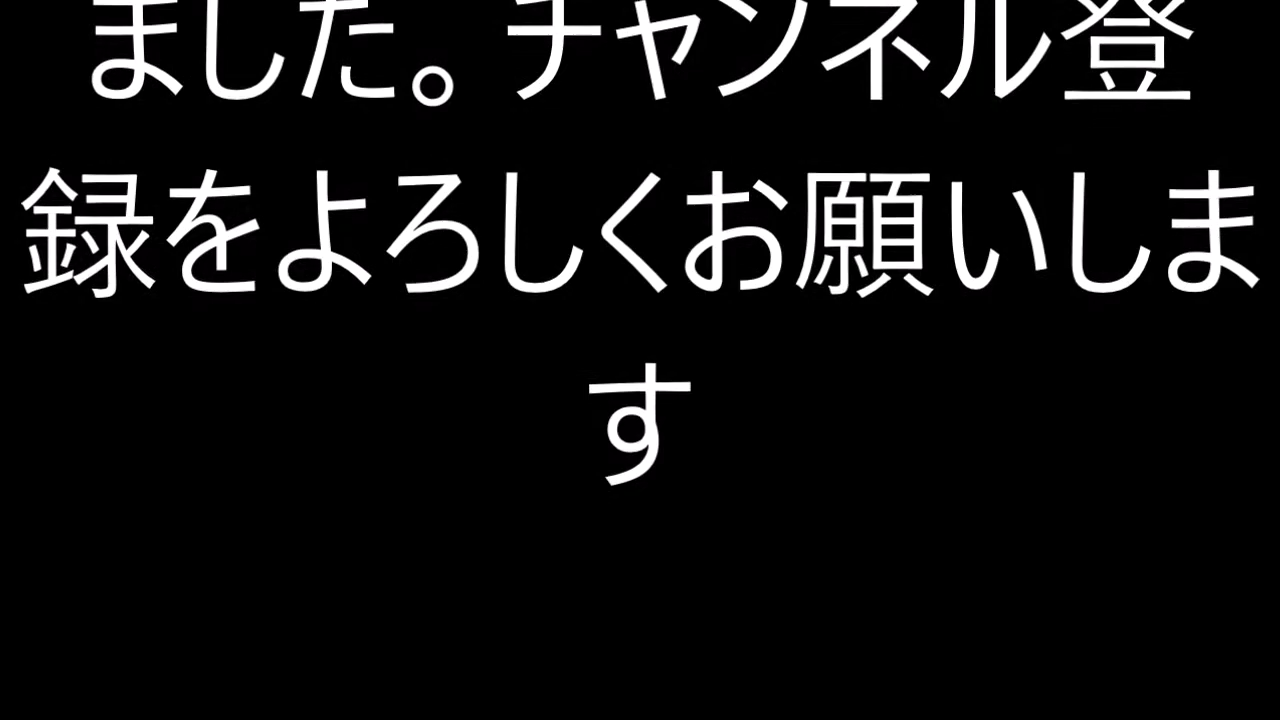 ました。チャンネル登
録をよろしくお願いしま
す